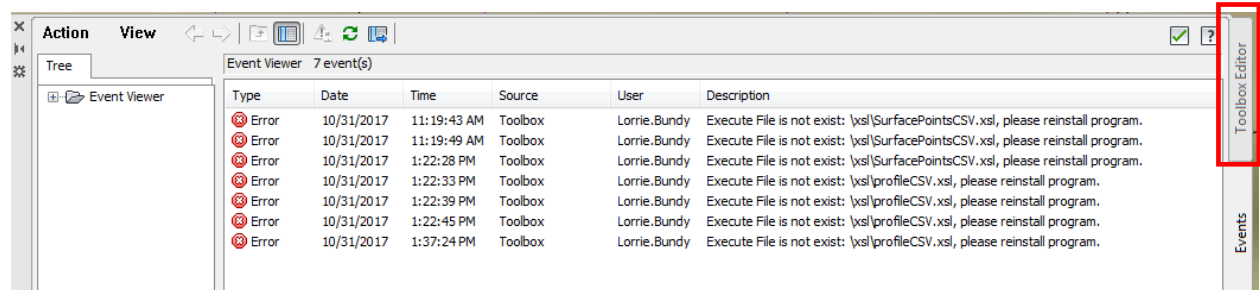 Action View
Tree
Event Viewer 7 event(s)
Event Viewer
Type Date Time Source User Description
Error 10/31/2017 11:19:43 AM Toolbox Lorrie.Bundy Execute File is not exist: \xsl\SurfacePointsCSV.xsl, please reinstall program.
Error 10/31/2017 11:19:49 AM Toolbox Lorrie.Bundy Execute File is not exist: \xsl\SurfacePointsCSV.xsl, please reinstall program.
Error 10/31/2017 1:22:28 PM Toolbox Lorrie.Bundy Execute File is not exist: \xsl\SurfacePointsCSV.xsl, please reinstall program.
Error 10/31/2017 1:22:33 PM Toolbox Lorrie.Bundy Execute File is not exist: \xsl\profileCSV.xsl, please reinstall program.
Error 10/31/2017 1:22:39 PM Toolbox Lorrie.Bundy Execute File is not exist: \xsl\profileCSV.xsl, please reinstall program.
Error 10/31/2017 1:22:45 PM Toolbox Lorrie.Bundy Execute File is not exist: \xsl\profileCSV.xsl, please reinstall program.
Error 10/31/2017 1:37:24 PM Toolbox Lorrie.Bundy Execute File is not exist: \xsl\profileCSV.xsl, please reinstall program.
Toolbox Editor
Events